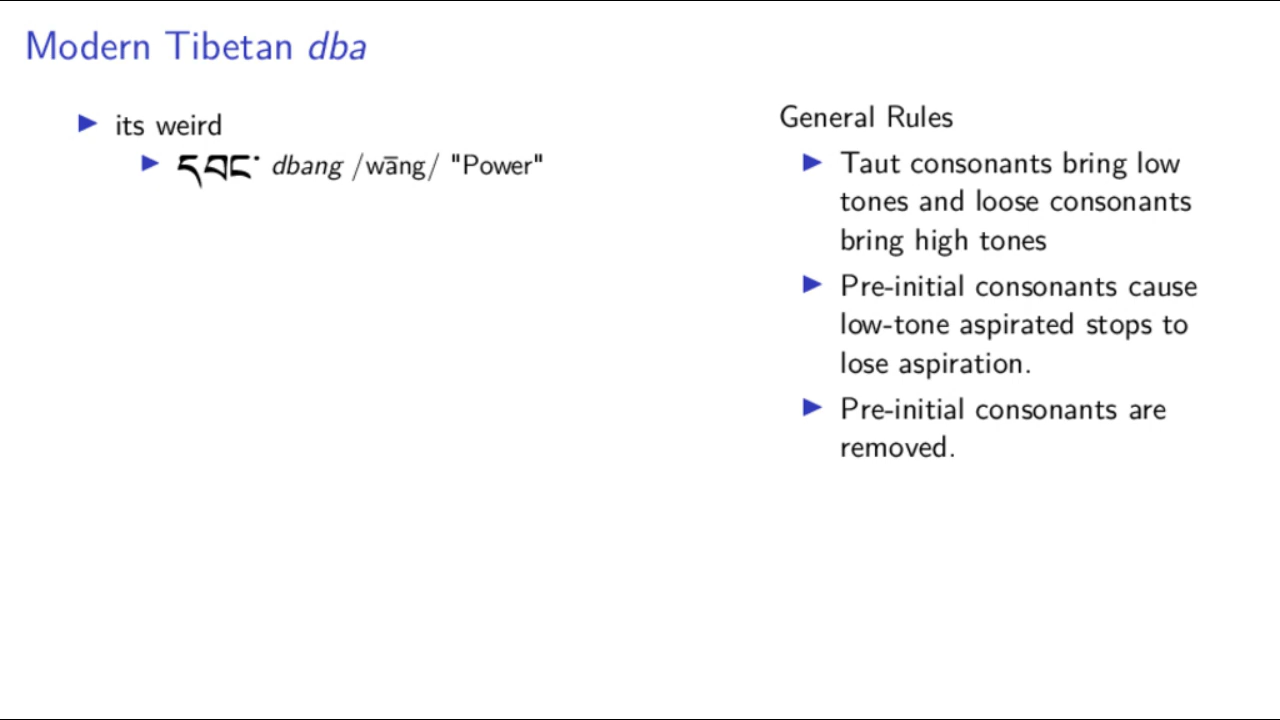 Modern Tibetan dba
▶ its weird
▶ དབང་ dbang /wāng/ "Power"
General Rules
▶ Taut consonants bring low
tones and loose consonants
bring high tones
▶ Pre-initial consonants cause
low-tone aspirated stops to
lose aspiration.
▶ Pre-initial consonants are
removed.